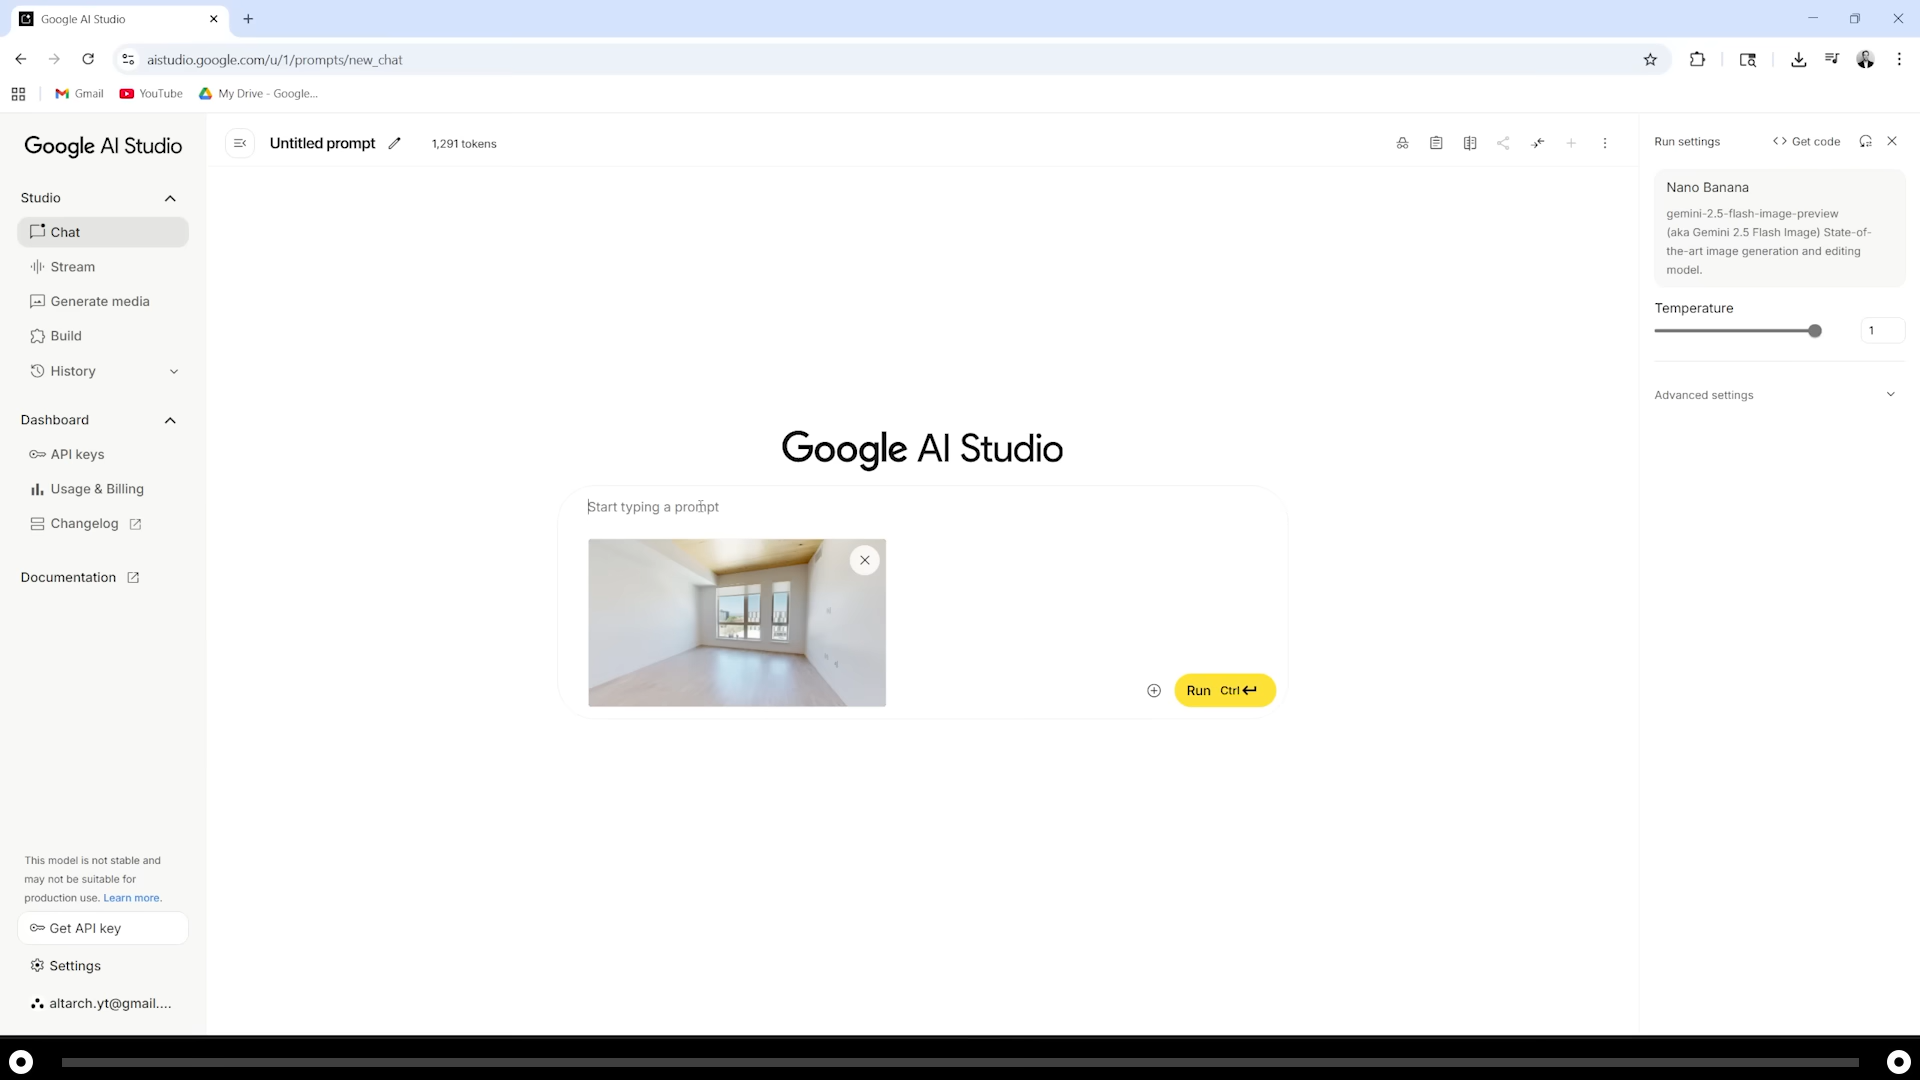 Google AI Studio
aistudio.google.com/u/1/prompts/new_chat
Gmail
YouTube
My Drive - Google...
Google AI Studio
Untitled prompt
1,291 tokens
Studio
Chat
Stream
Generate media
Build
History
Dashboard
API keys
Usage & Billing
Changelog
Documentation
This model is not stable and
may not be suitable for
production use. Learn more.
Get API key
Settings
altarch.yt@gmail....
Google AI Studio
Start typing a prompt
Run Ctrl
Run settings
Get code
Nano Banana
gemini-2.5-flash-image-preview
(aka Gemini 2.5 Flash Image) State-of-
the-art image generation and editing
model.
Temperature
1
Advanced settings